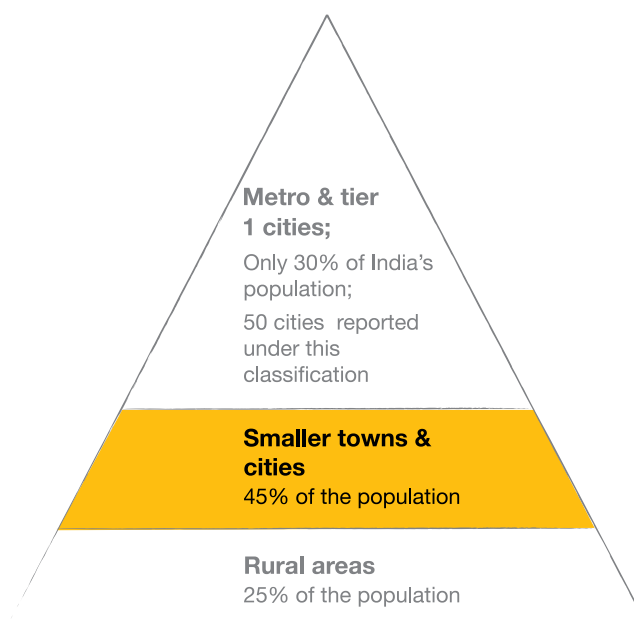 Metro & tier
1 cities;
Only 30% of India's
population;
50 cities reported
under this
classification
Smaller towns &
cities
45% of the population
Rural areas
25% of the population